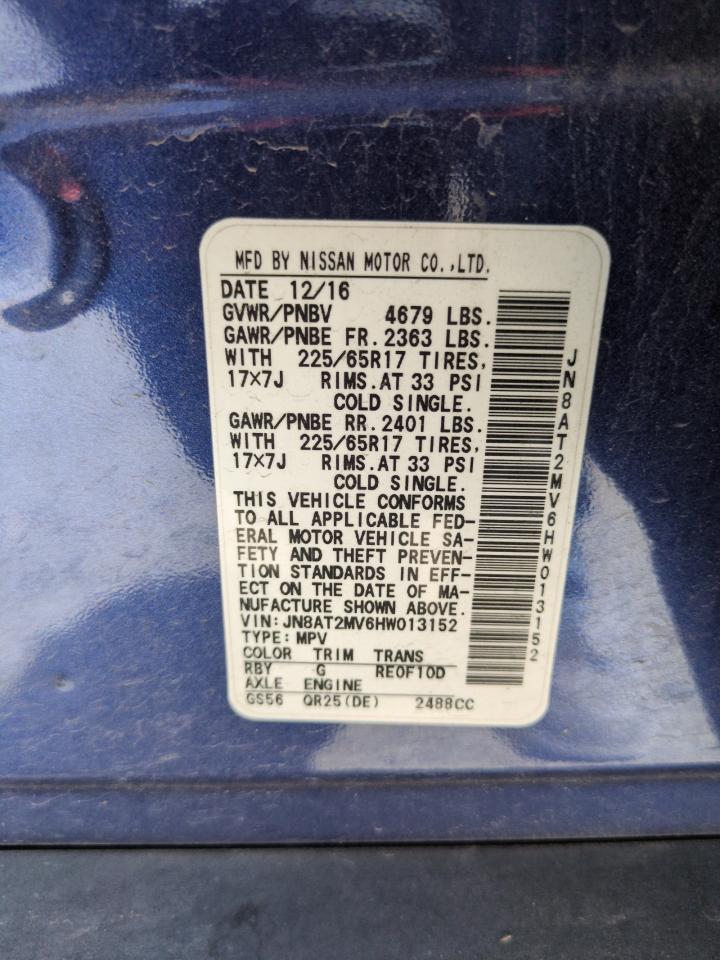 MFD BY NISSAN MOTOR CO.,LTD.
DATE 12/16
GVWR/PNBV 4679 LBS.
GAWR/PNBE FR. 2363 LBS.
WITH 225/65R17 TIRES,
17×7J RIMS.AT 33 PSI
COLD SINGLE.
GAWR/PNBE RR. 2401 LBS.
WITH 225/65R17 TIRES,
17×7J RIMS.AT 33 PSI
COLD SINGLE.
THIS VEHICLE CONFORMS
TO ALL APPLICABLE FED-
ERAL MOTOR VEHICLE SA-
FETY AND THEFT PREVEN-
TION STANDARDS IN EFF-
ECT ON THE DATE OF MA-
NUFACTURE SHOWN ABOVE.
VIN:JN8AT2MV6HW013152
TYPE:MPV
COLOR TRIM TRANS
RBY G RE0F10D
AXLE ENGINE
GS56 QR25(DE) 2488CC
JN8AT2MV6HW013152